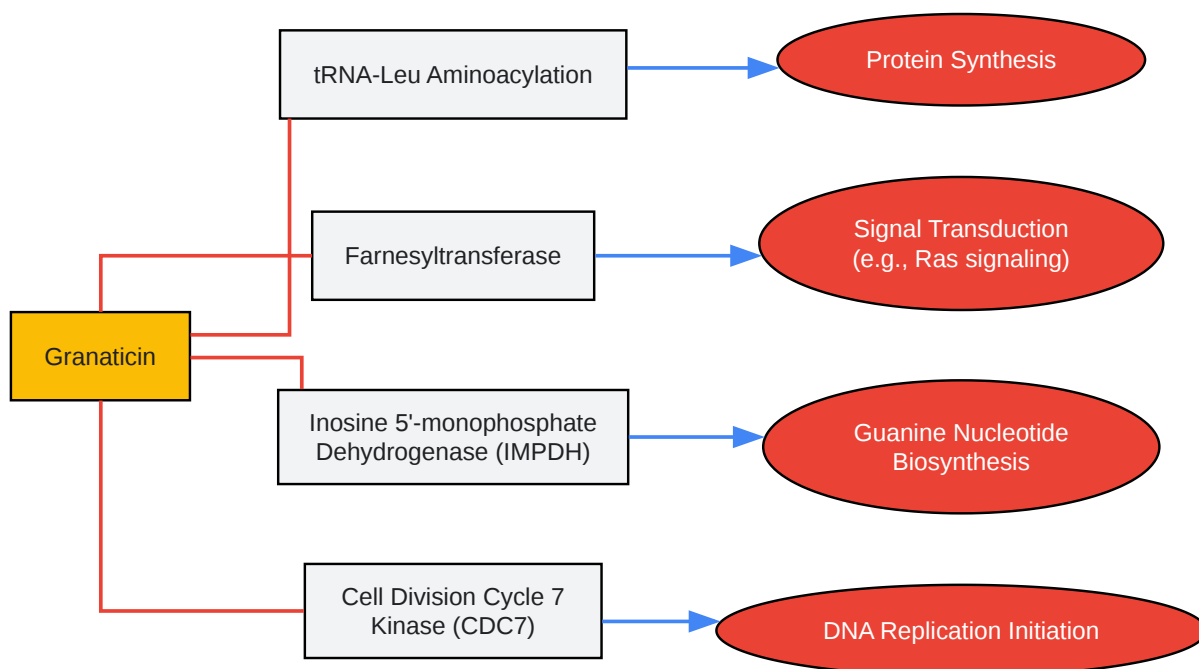 tRNA-Leu Aminoacylation
Protein Synthesis
Farnesyltransferase
Signal Transduction
(e.g., Ras signaling)
Granaticin
Inosine 5'-monophosphate
Dehydrogenase (IMPDH)
Guanine Nucleotide
Biosynthesis
Cell Division Cycle 7
Kinase (CDC7)
DNA Replication Initiation